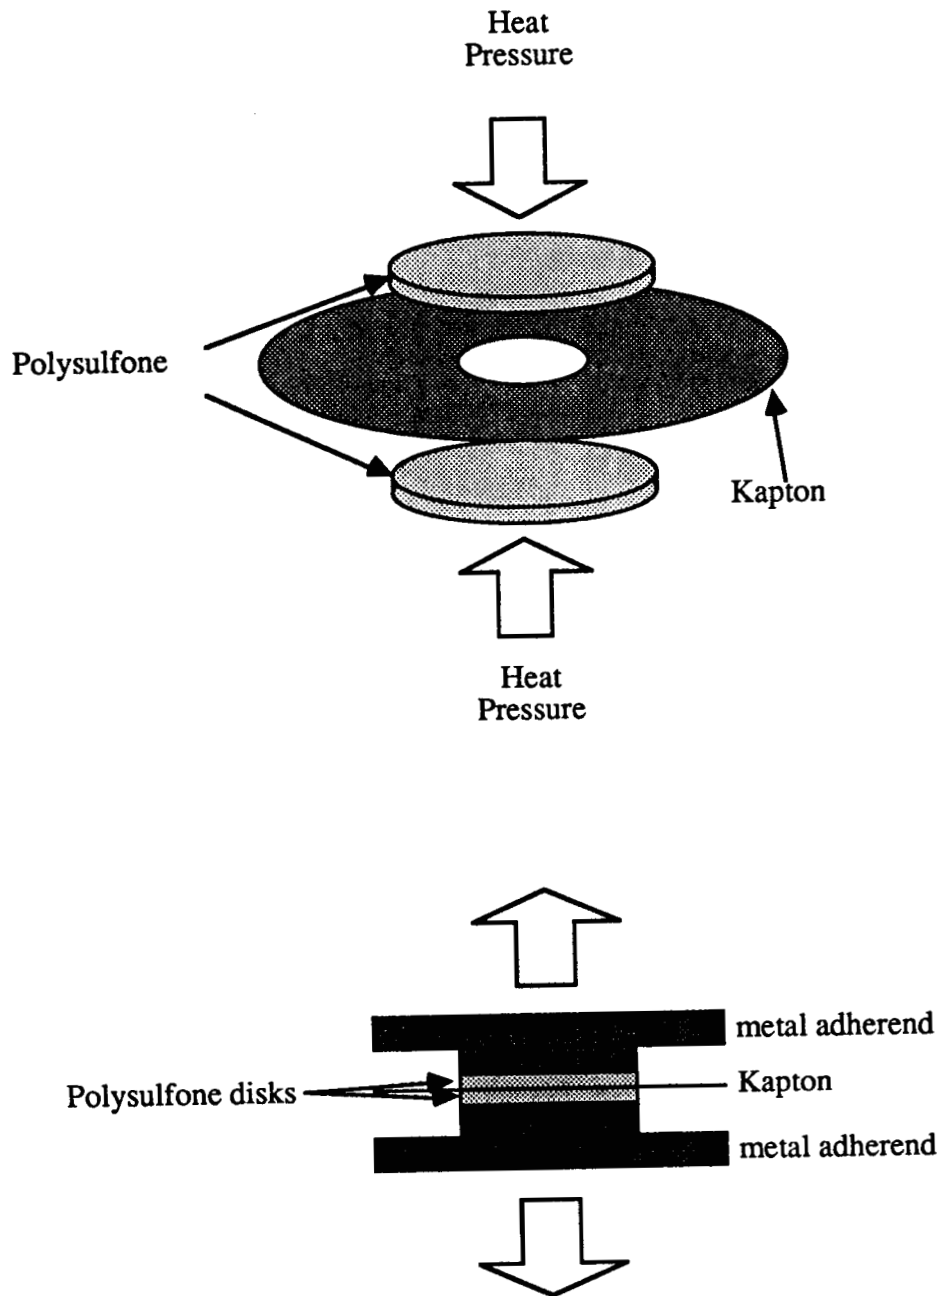 Heat
Pressure
Polysulfone
Kapton
Heat
Pressure
metal adherend
Polysulfone disks
Kapton
metal adherend